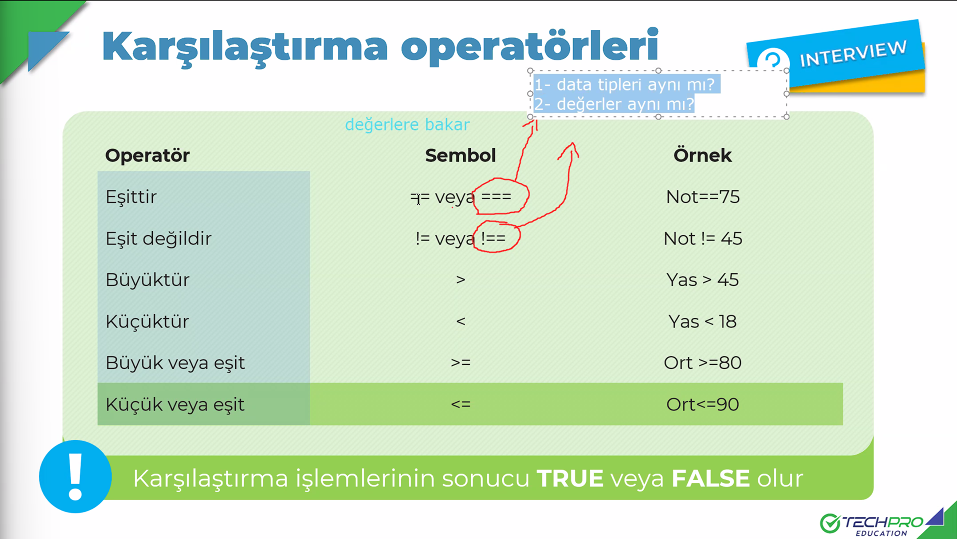 Karşılaştırma operatörleri
? INTERVIEW
1- data tipleri aynı mı?
2- değerler aynı mı?
değerlere bakar
Operatör Sembol Örnek
Eşittir == veya === Not==75
Eşit değildir != veya !== Not != 45
Büyüktür > Yas > 45
Küçüktür < Yas < 18
Büyük veya eşit >= Ort >=80
Küçük veya eşit <= Ort<=90
! Karşılaştırma işlemlerinin sonucu TRUE veya FALSE olur
TECHPRO
EDUCATION